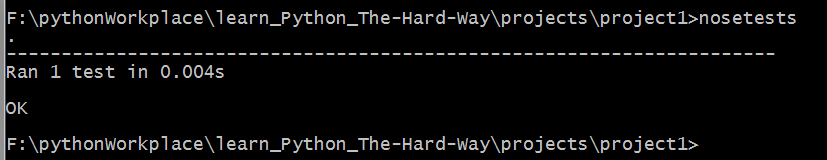 F:\pythonWorkplace\learn_Python_The-Hard-Way\projects\project1>nosetests
.
----------------------------------------------------------------------
Ran 1 test in 0.004s
OK
F:\pythonWorkplace\learn_Python_The-Hard-Way\projects\project1>